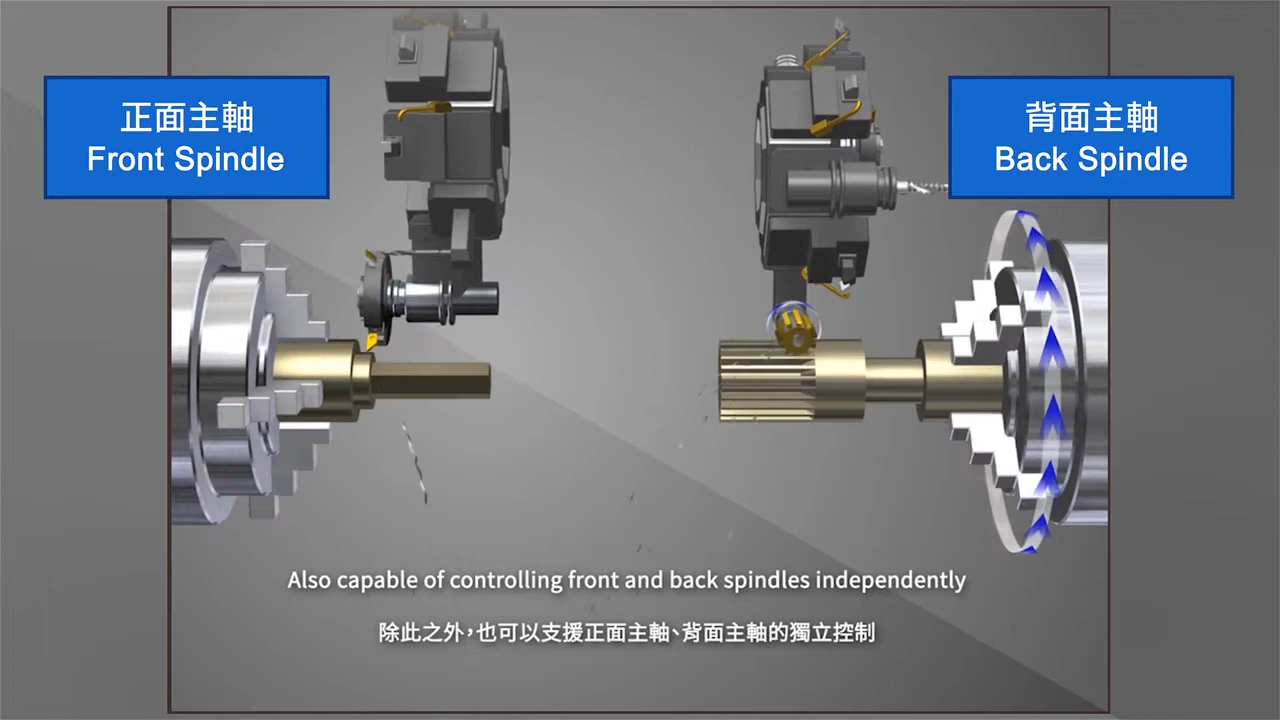 正面主軸
Front Spindle
背面主軸
Back Spindle
Also capable of controlling front and back spindles independently
除此之外，也可以支援正面主軸、背面主軸的獨立控制